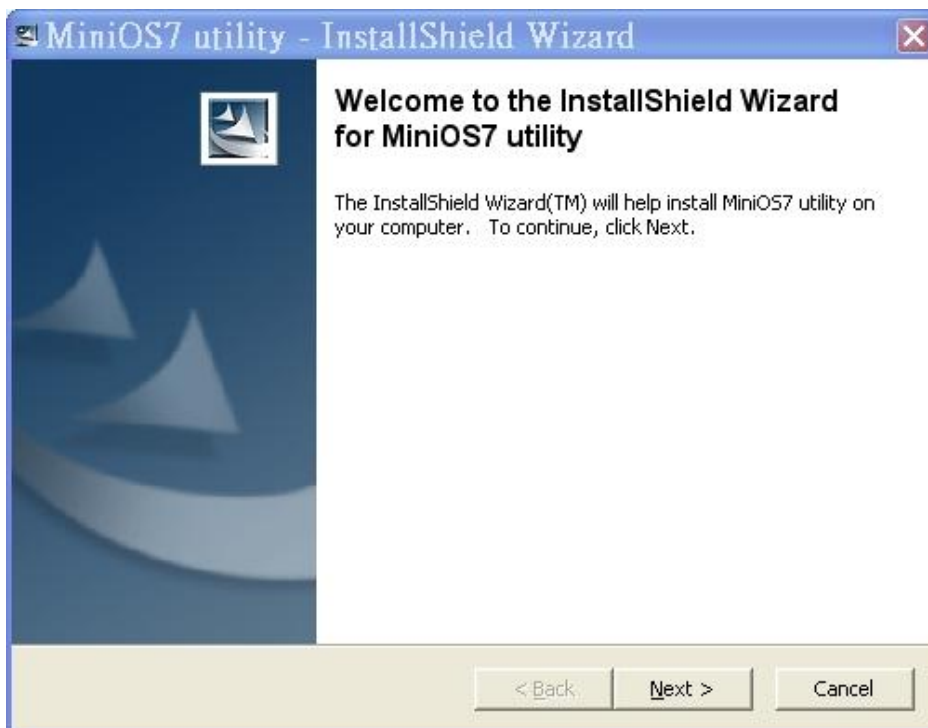 MiniOS7 utility - InstallShield Wizard
Welcome to the InstallShield Wizard
for MiniOS7 utility
The InstallShield Wizard(TM) will help install MiniOS7 utility on
your computer. To continue, click Next.
< Back
Next >
Cancel